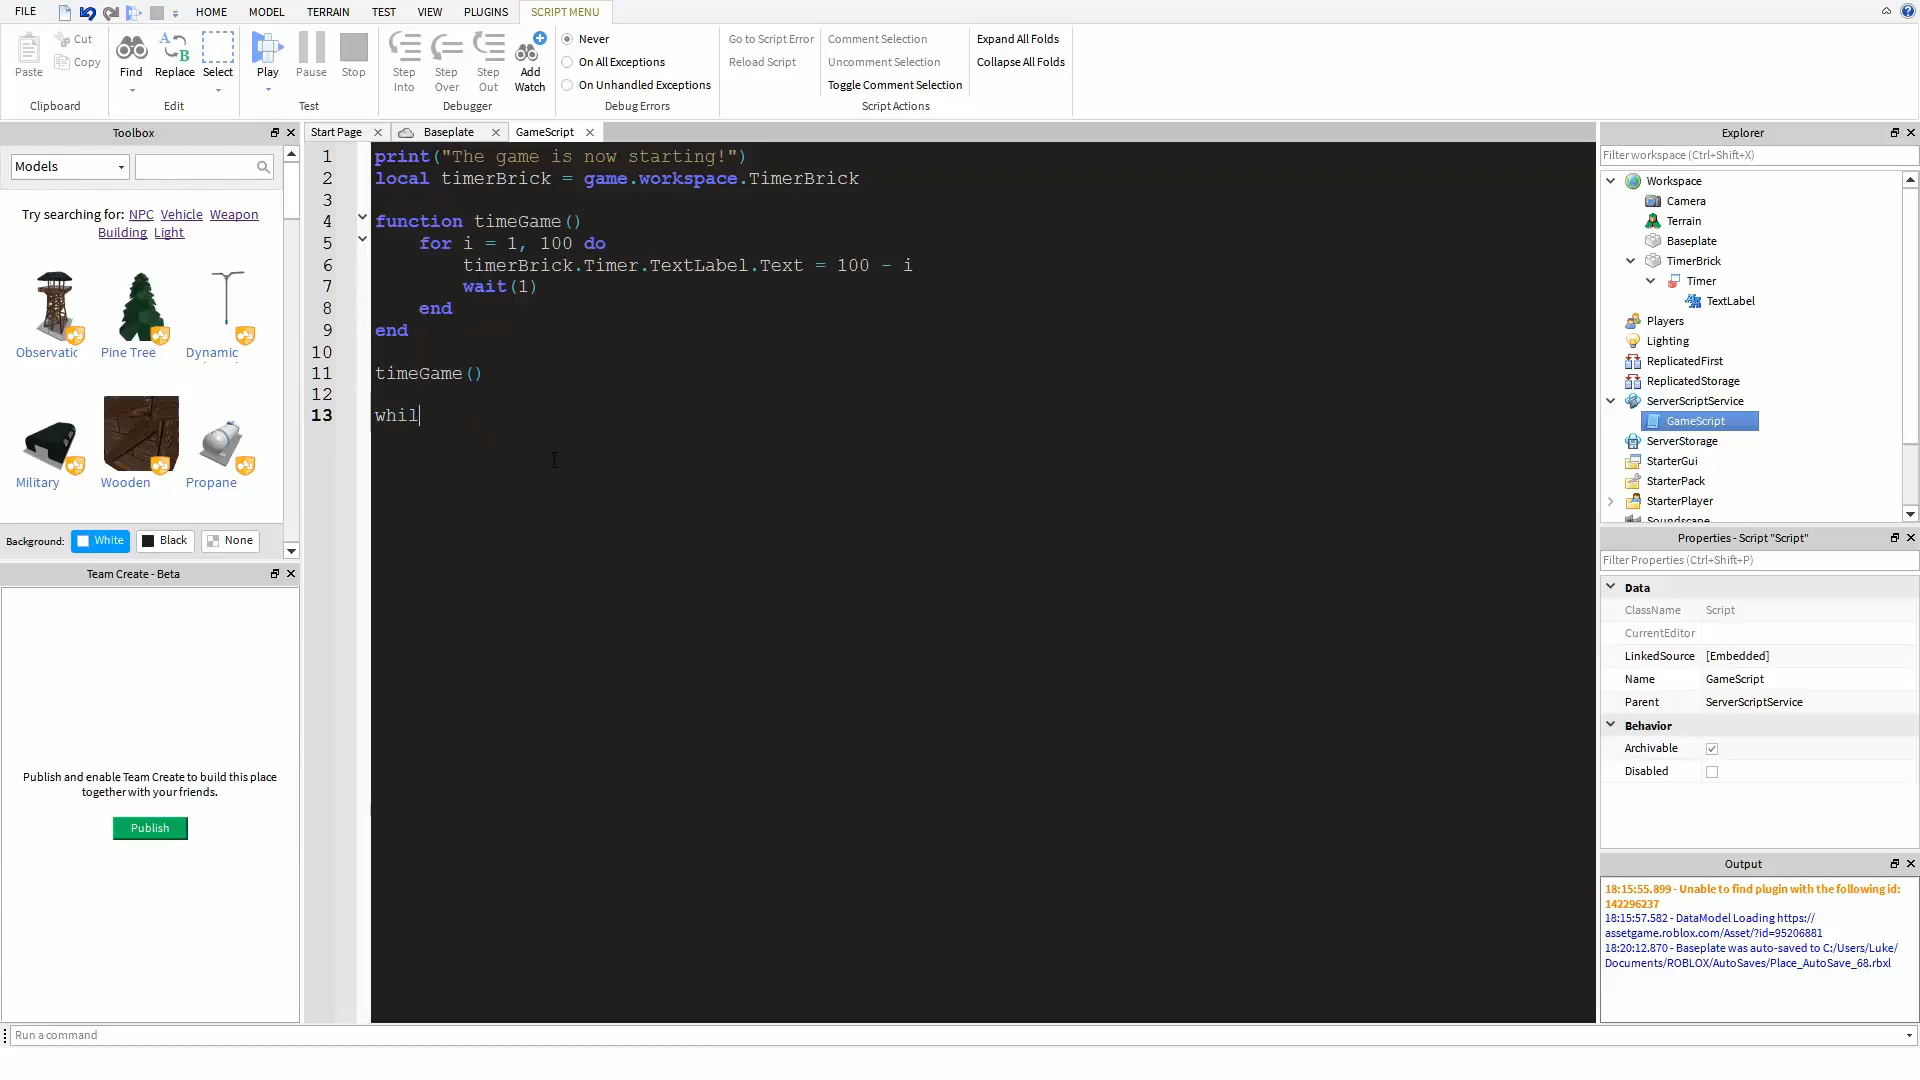 FILE HOME MODEL TERRAIN TEST VIEW PLUGINS SCRIPT MENU
Paste Cut Copy Clipboard
Find Replace Select Edit
Play Pause Stop Test
Step Into Step Over Step Out Add Watch Debugger
Never
On All Exceptions
On Unhandled Exceptions
Debug Errors
Go to Script Error
Reload Script
Comment Selection
Uncomment Selection
Toggle Comment Selection
Script Actions
Expand All Folds
Collapse All Folds
Toolbox
Models
Try searching for: NPC Vehicle Weapon
Building Light
Observatic Pine Tree Dynamic
Military Wooden Propane
Background: White Black None
Team Create - Beta
Publish and enable Team Create to build this place
together with your friends.
Publish
Start Page Baseplate GameScript
1 print("The game is now starting!")
2 local timerBrick = game.workspace.TimerBrick
3
4 function timeGame()
5 for i = 1, 100 do
6 timerBrick.Timer.TextLabel.Text = 100 - i
7 wait(1)
8 end
9 end
10
11 timeGame()
12
13 whil
Explorer
Filter workspace (Ctrl+Shift+X)
Workspace
Camera
Terrain
Baseplate
TimerBrick
Timer
TextLabel
Players
Lighting
ReplicatedFirst
ReplicatedStorage
ServerScriptService
GameScript
ServerStorage
StarterGui
StarterPack
StarterPlayer
Soundscape
Properties - Script "Script"
Filter Properties (Ctrl+Shift+P)
Data
ClassName Script
CurrentEditor
LinkedSource [Embedded]
Name GameScript
Parent ServerScriptService
Behavior
Archivable
Disabled
Output
18:15:55.899 - Unable to find plugin with the following id:
142296237
18:15:57.582 - DataModel Loading https://
assetgame.roblox.com/Asset/?id=95206881
18:20:12.870 - Baseplate was auto-saved to C:/Users/Luke/
Documents/ROBLOX/AutoSaves/Place_AutoSave_68.rbxl
Run a command